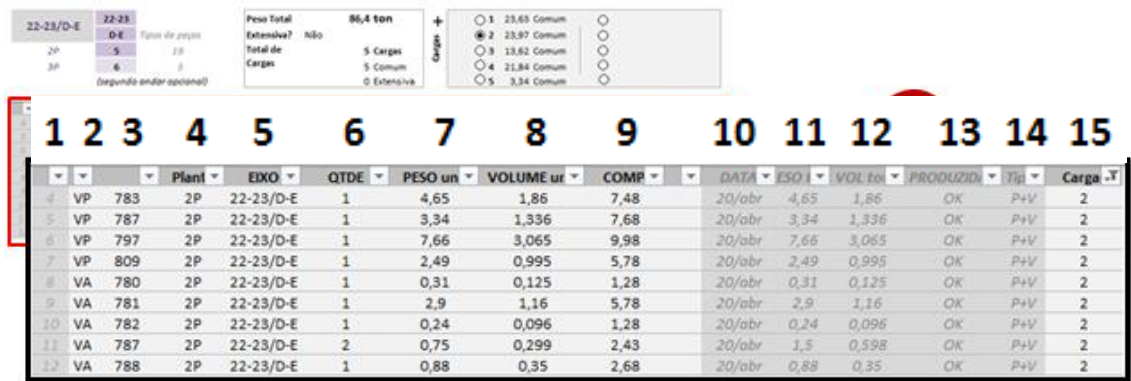 22-23/D-E 22-23
D-E Tipos de peças
2P 5 18
3P 6 5
(segundo andar opcional)
Peso Total 86,4 ton
Extensiva? Não
Total de Cargas 5 Cargas
5 Comum
0 Extensiva
+
Cargas
1 23,63 Comum
2 23,97 Comum
3 13,62 Comum
4 21,84 Comum
5 3,34 Comum
1 2 3 4 5 6 7 8 9 10 11 12 13 14 15
Plant EIXO QTDE PESO un VOLUME ur COMP DATA ESO VOL to PRODUZID Tip Carga
4 VP 783 2P 22-23/D-E 1 4,65 1,86 7,48 20/abr 4,65 1,86 OK P+V 2
5 VP 787 2P 22-23/D-E 1 3,34 1,336 7,68 20/abr 3,34 1,336 OK P+V 2
6 VP 797 2P 22-23/D-E 1 7,66 3,065 9,98 20/abr 7,66 3,065 OK P+V 2
7 VP 809 2P 22-23/D-E 1 2,49 0,995 5,78 20/abr 2,49 0,995 OK P+V 2
8 VA 780 2P 22-23/D-E 1 0,31 0,125 1,28 20/abr 0,31 0,125 OK P+V 2
9 VA 781 2P 22-23/D-E 1 2,9 1,16 5,78 20/abr 2,9 1,16 OK P+V 2
10 VA 782 2P 22-23/D-E 1 0,24 0,096 1,28 20/abr 0,24 0,096 OK P+V 2
11 VA 787 2P 22-23/D-E 2 0,75 0,299 2,43 20/abr 1,5 0,598 OK P+V 2
12 VA 788 2P 22-23/D-E 1 0,88 0,35 2,68 20/abr 0,88 0,35 OK P+V 2